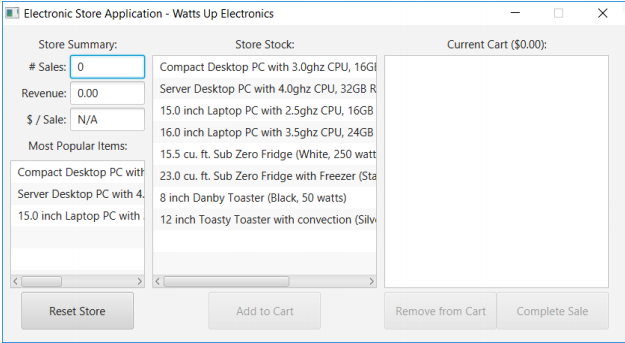 Electronic Store Application - Watts Up Electronics
Store Summary:
# Sales: 0
Revenue: 0.00
$ / Sale: N/A
Most Popular Items:
Compact Desktop PC with
Server Desktop PC with 4.
15.0 inch Laptop PC with
Reset Store
Store Stock:
Compact Desktop PC with 3.0ghz CPU, 16G
Server Desktop PC with 4.0ghz CPU, 32GB R
15.0 inch Laptop PC with 2.5ghz CPU, 16GB
16.0 inch Laptop PC with 3.5ghz CPU, 24GB
15.5 cu. ft. Sub Zero Fridge (White, 250 watt
23.0 cu. ft. Sub Zero Fridge with Freezer (Sta
8 inch Danby Toaster (Black, 50 watts)
12 inch Toasty Toaster with convection (Silv
Add to Cart
Current Cart ($0.00):
Remove from Cart
Complete Sale